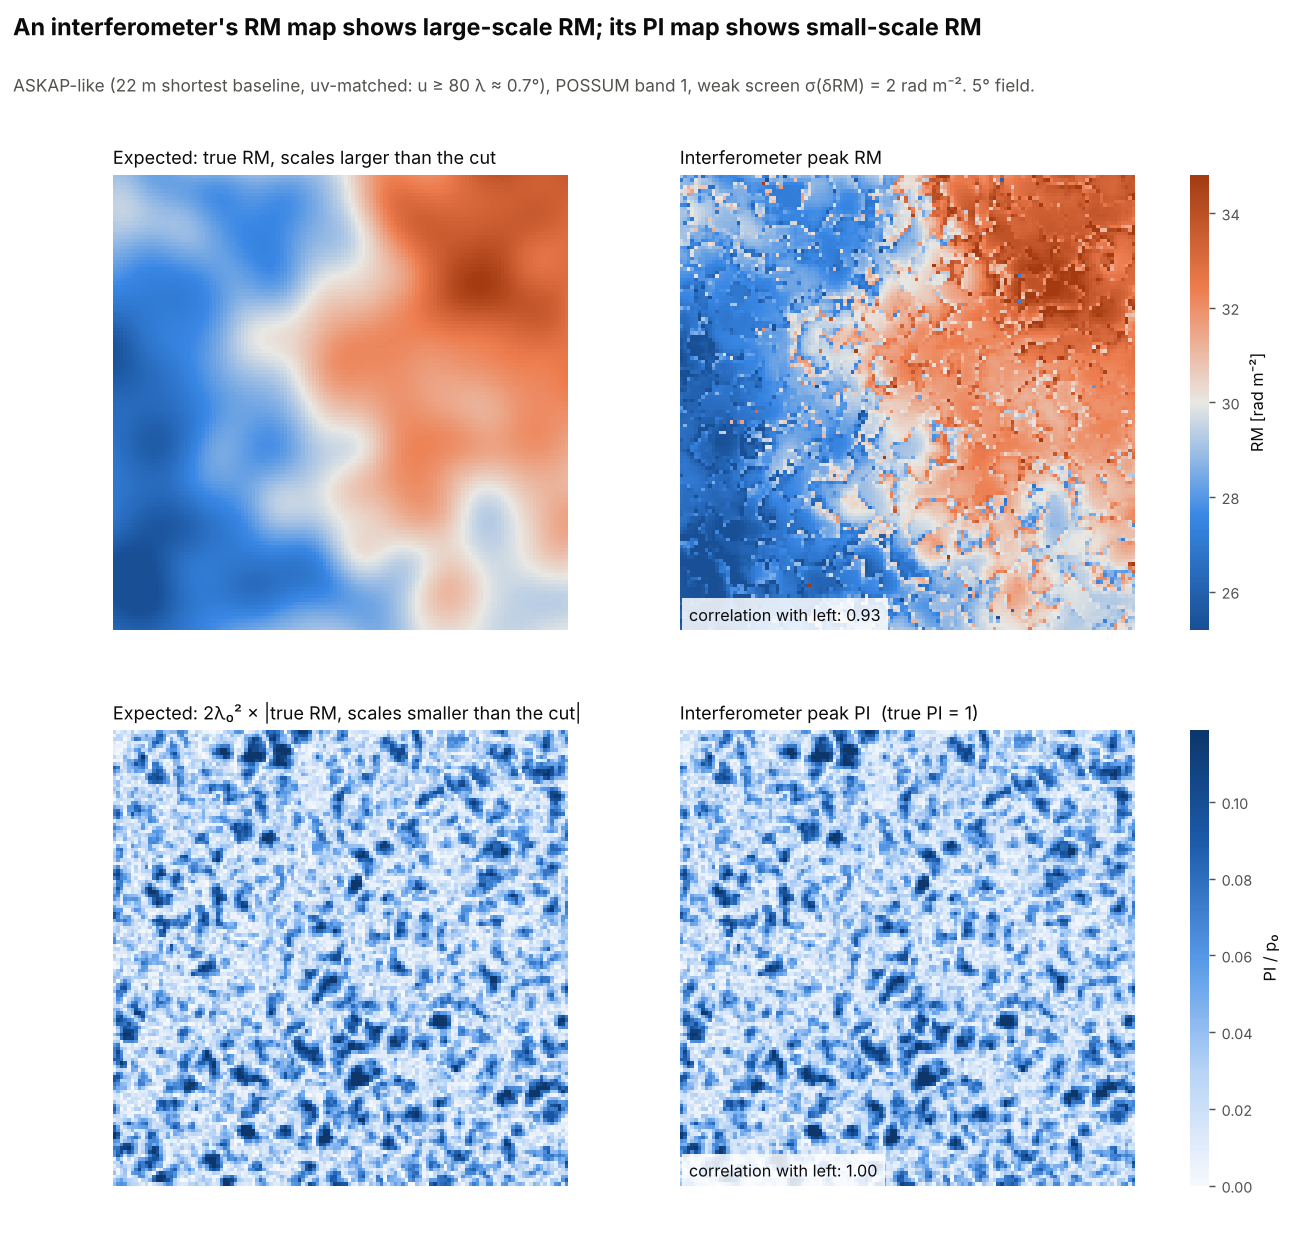 An interferometer's RM map shows large-scale RM; its PI map shows small-scale RM
ASKAP-like (22 m shortest baseline, uv-matched: u ≥ 80 λ ≈ 0.7°), POSSUM band 1, weak screen σ(δRM) = 2 rad m⁻². 5° field.
Expected: true RM, scales larger than the cut
Interferometer peak RM
34
32
30
28
26
RM [rad m⁻²]
correlation with left: 0.93
Expected: 2λ₀² × |true RM, scales smaller than the cut|
Interferometer peak PI (true PI = 1)
0.10
0.08
0.06
0.04
0.02
0.00
PI / p₀
correlation with left: 1.00